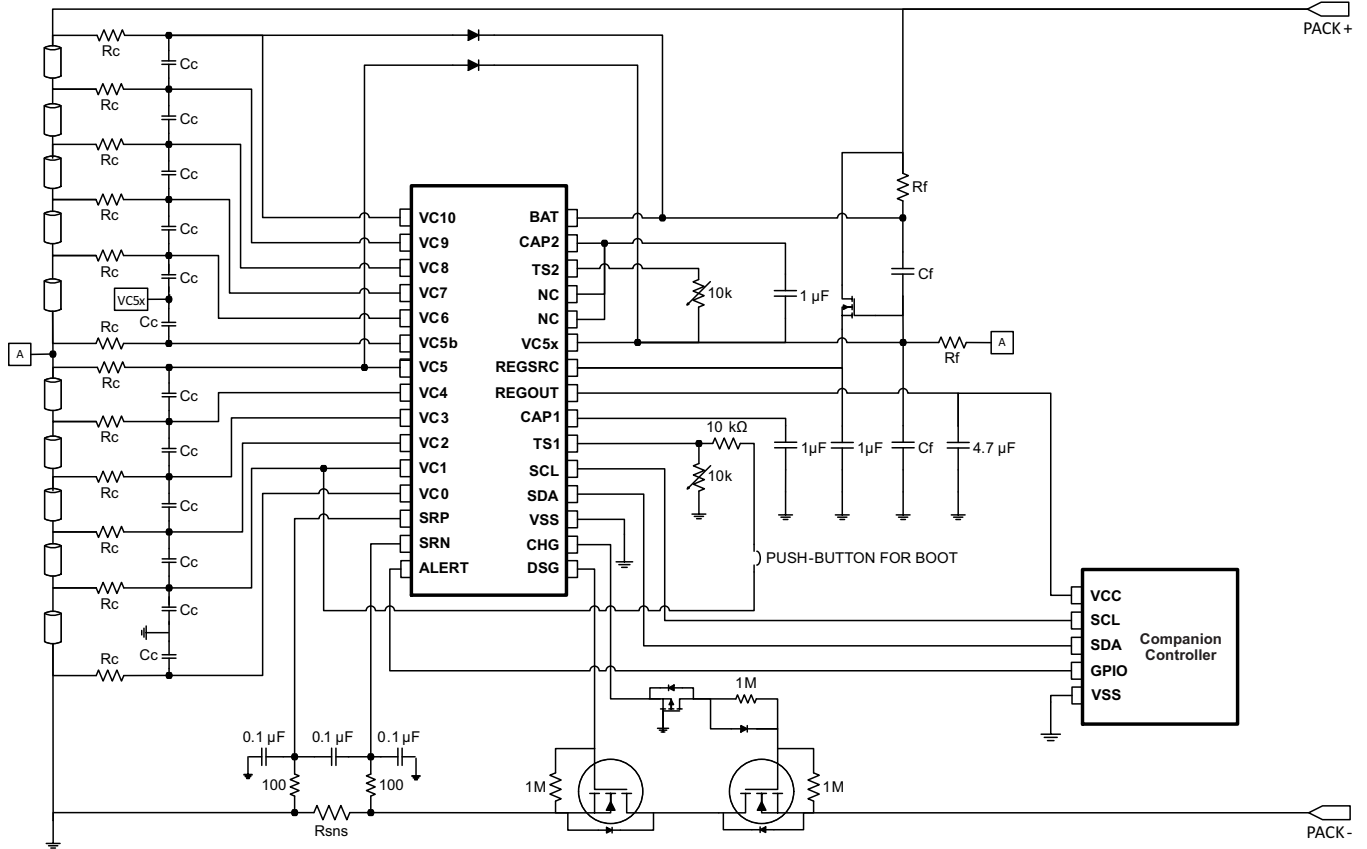 PACK+
Rc
Cc
Rc
Cc
Rc
Cc
Rc
Cc
Rc
Cc
VC5x
Cc
Rc
A
Rc
Cc
Rc
Cc
Rc
Cc
Rc
Cc
Rc
Cc
Cc
Rc
VC10
VC9
VC8
VC7
VC6
VC5b
VC5
VC4
VC3
VC2
VC1
VC0
SRP
SRN
ALERT
BAT
CAP2
TS2
NC
NC
VC5x
REGSRC
REGOUT
CAP1
TS1
SCL
SDA
VSS
CHG
DSG
10k
1 µF
Rf
Cf
Rf
A
10 kΩ
10k
1µF
1µF
Cf
4.7 µF
PUSH-BUTTON FOR BOOT
VCC
SCL
SDA
GPIO
VSS
Companion
Controller
0.1 µF
0.1 µF
0.1 µF
100
100
Rsns
1M
1M
1M
PACK-